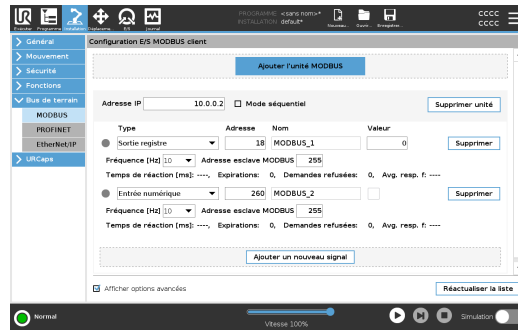 PROGRAMME <sans nom>*
INSTALLATION default*
CCCC
CCCC
Exécuter Programme Installation Déplaceme... E/S Journal
Nouveau... Ouvrir... Enregistrer...
Général
Mouvement
Sécurité
Fonctions
Bus de terrain
MODBUS
PROFINET
EtherNet/IP
URCaps
Configuration E/S MODBUS client
Ajouter l'unité MODBUS
Adresse IP 10.0.0.2 Mode séquentiel Supprimer unité
Type Adresse Nom Valeur
Sortie registre 18 MODBUS_1 0 Supprimer
Fréquence [Hz] 10 Adresse esclave MODBUS 255
Temps de réaction [ms]: ----, Expirations: 0, Demandes refusées: 0, Avg. resp. f: ----
Entrée numérique 260 MODBUS_2 Supprimer
Fréquence [Hz] 10 Adresse esclave MODBUS 255
Temps de réaction [ms]: ----, Expirations: 0, Demandes refusées: 0, Avg. resp. f: ----
Ajouter un nouveau signal
Afficher options avancées Réactualiser la liste
Normal Vitesse 100% Simulation